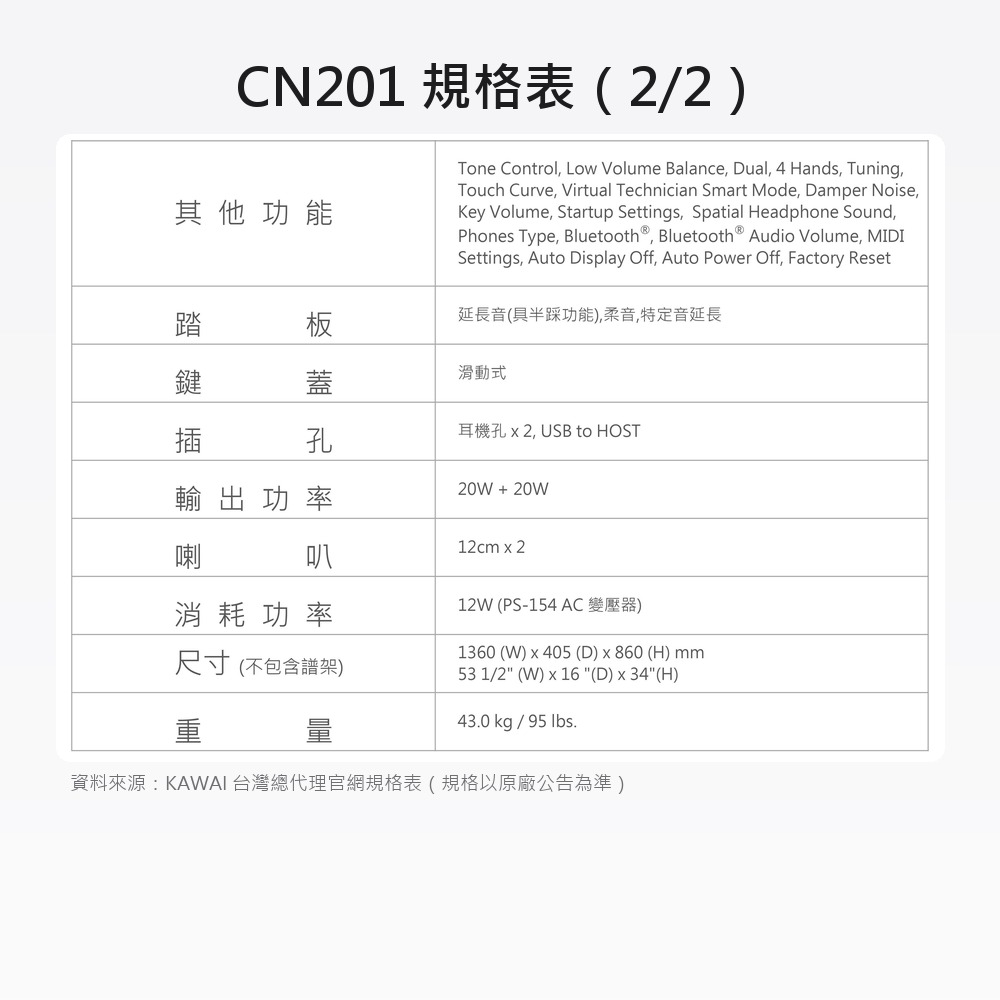 CN201 規格表（2/2）
其他功能
Tone Control, Low Volume Balance, Dual, 4 Hands, Tuning,
Touch Curve, Virtual Technician Smart Mode, Damper Noise,
Key Volume, Startup Settings, Spatial Headphone Sound,
Phones Type, Bluetooth®, Bluetooth® Audio Volume, MIDI
Settings, Auto Display Off, Auto Power Off, Factory Reset
踏板
延長音(具半踩功能),柔音,特定音延長
鍵蓋
滑動式
插孔
耳機孔 x 2, USB to HOST
輸出功率
20W + 20W
喇叭
12cm x 2
消耗功率
12W (PS-154 AC 變壓器)
尺寸 (不包含譜架)
1360 (W) x 405 (D) x 860 (H) mm
53 1/2" (W) x 16 "(D) x 34"(H)
重量
43.0 kg / 95 lbs.
資料來源：KAWAI 台灣總代理官網規格表（規格以原廠公告為準）